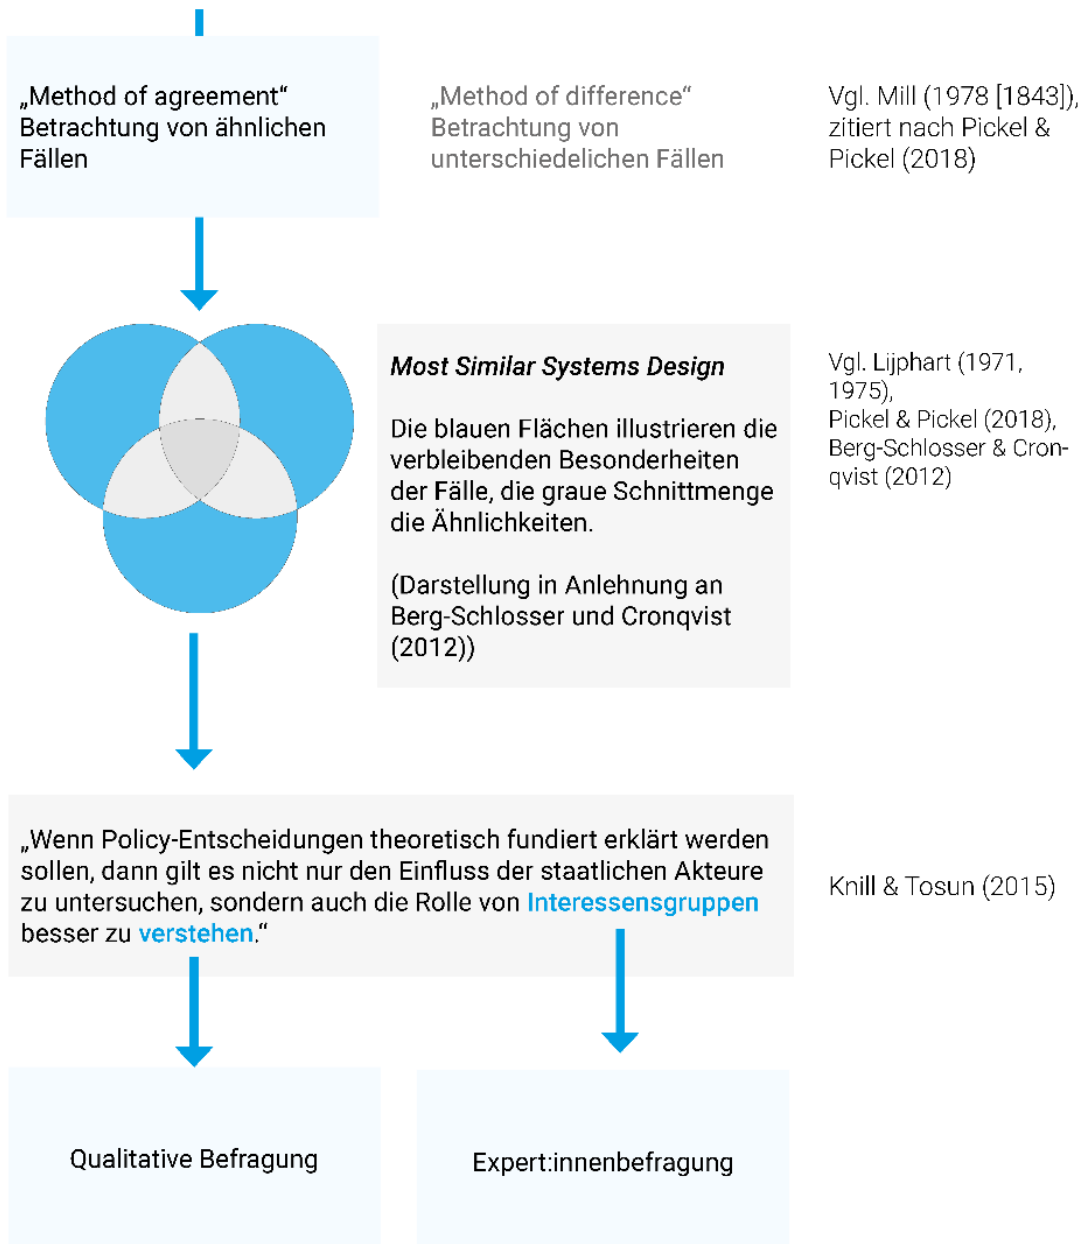 „Method of agreement“
Betrachtung von ähnlichen
Fällen
„Method of difference“
Betrachtung von
unterschiedelichen Fällen
Vgl. Mill (1978 [1843]),
zitiert nach Pickel &
Pickel (2018)
Most Similar Systems Design
Die blauen Flächen illustrieren die
verbleibenden Besonderheiten
der Fälle, die graue Schnittmenge
die Ähnlichkeiten.
(Darstellung in Anlehnung an
Berg-Schlosser und Cronqvist
(2012))
Vgl. Lijphart (1971,
1975),
Pickel & Pickel (2018),
Berg-Schlosser & Cron-
qvist (2012)
„Wenn Policy-Entscheidungen theoretisch fundiert erklärt werden
sollen, dann gilt es nicht nur den Einfluss der staatlichen Akteure
zu untersuchen, sondern auch die Rolle von Interessensgruppen
besser zu verstehen.“
Knill & Tosun (2015)
Qualitative Befragung
Expert:innenbefragung